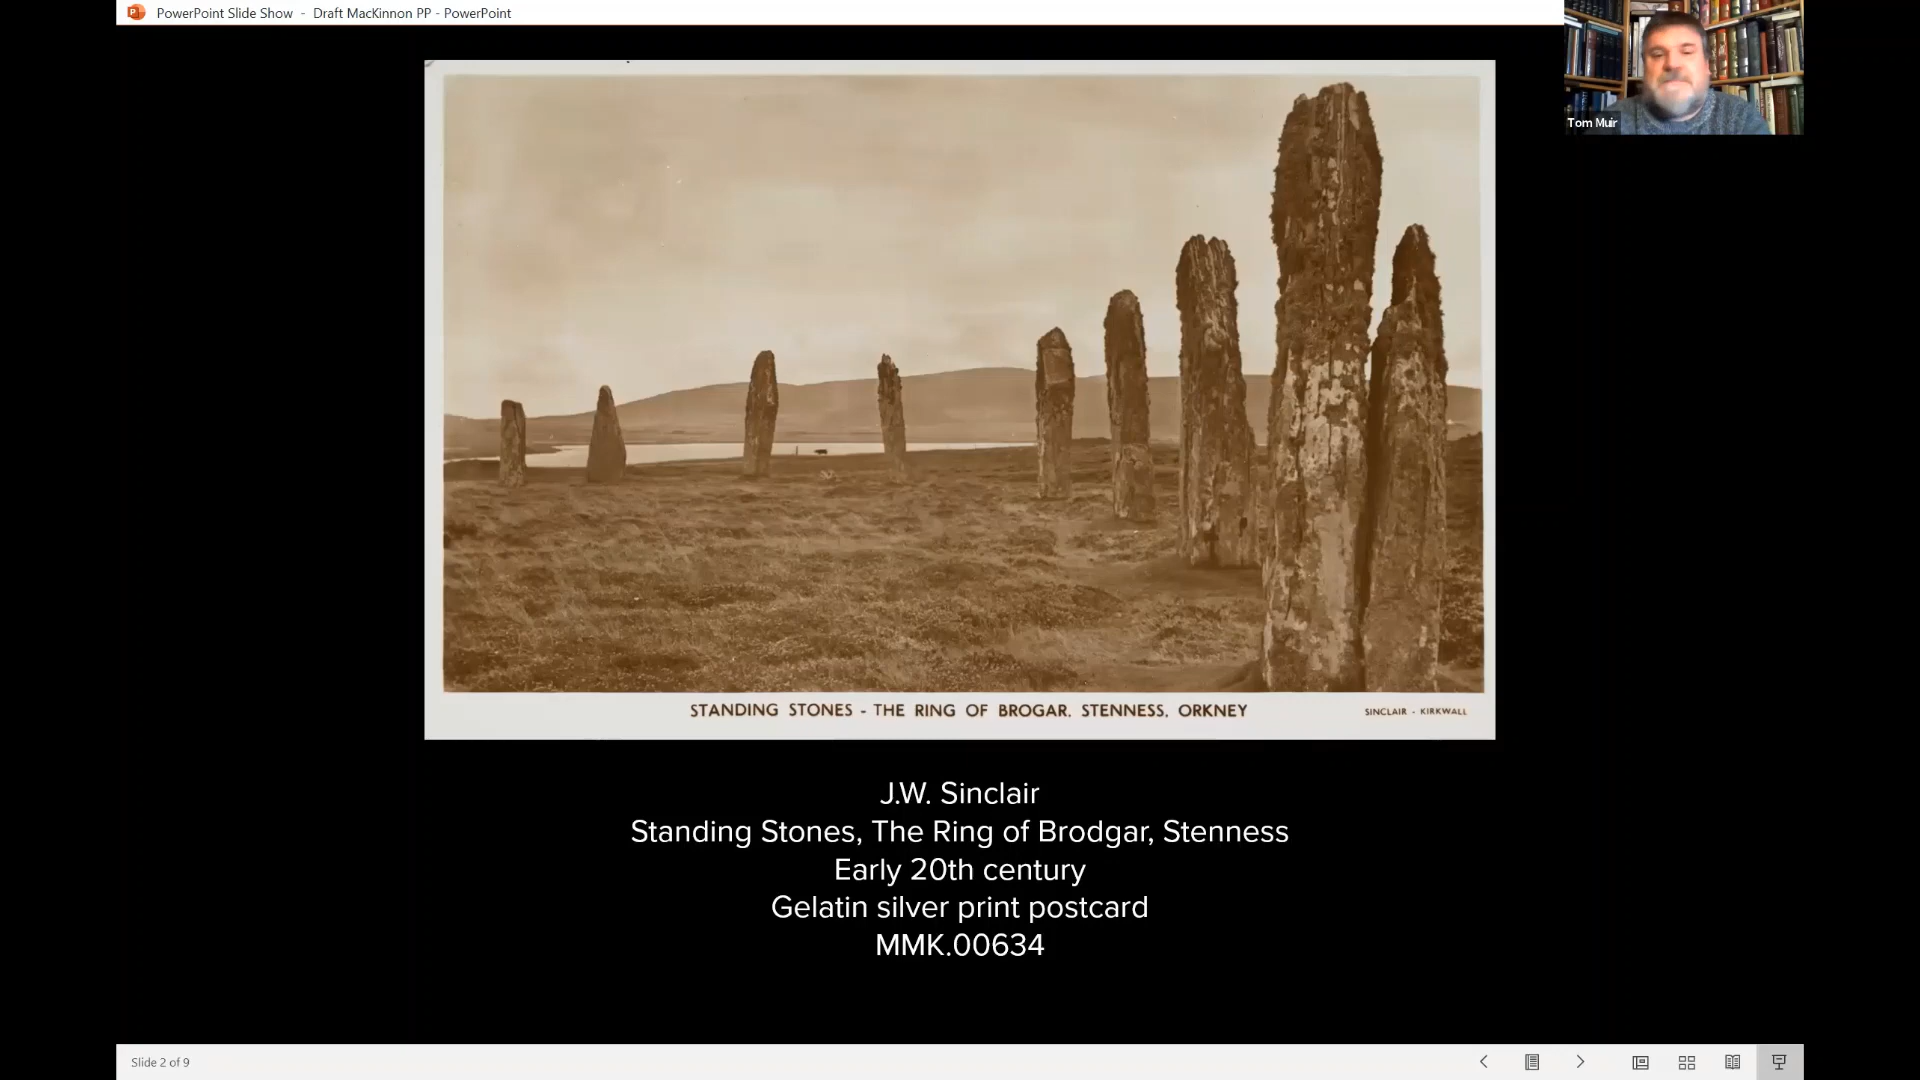 PowerPoint Slide Show - Draft MacKinnon PP - PowerPoint
Tom Muir
STANDING STONES - THE RING OF BROGAR, STENNESS, ORKNEY
SINCLAIR - KIRKWALL
J.W. Sinclair
Standing Stones, The Ring of Brodgar, Stenness
Early 20th century
Gelatin silver print postcard
MMK.00634
Slide 2 of 9